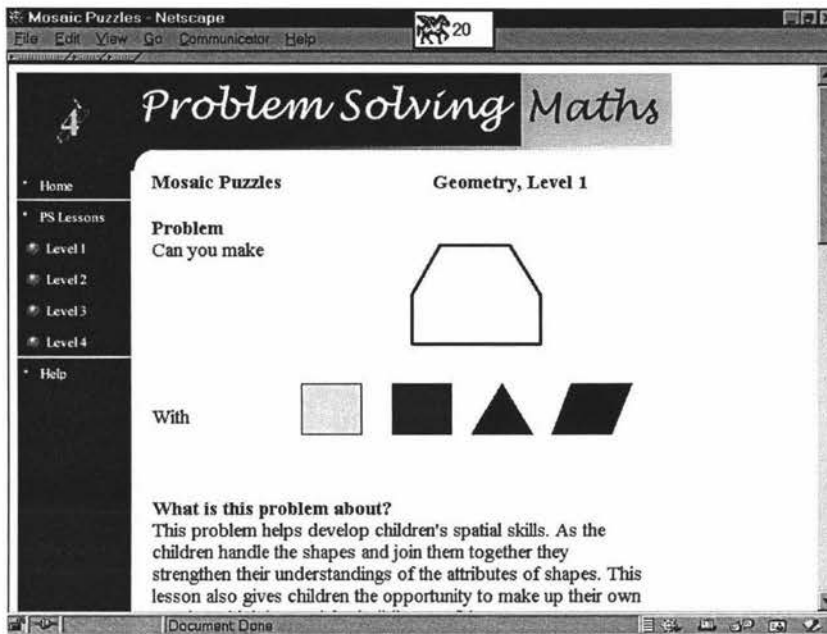 Mosaic Puzzles - Netscape
20
File Edit View Go Communicator Help
4
Problem Solving Maths
Home
PS Lessons
Level 1
Level 2
Level 3
Level 4
Help
Mosaic Puzzles Geometry, Level 1
Problem
Can you make
With
What is this problem about?
This problem helps develop children's spatial skills. As the
children handle the shapes and join them together they
strengthen their understandings of the attributes of shapes. This
lesson also gives children the opportunity to make up their own
Document Done